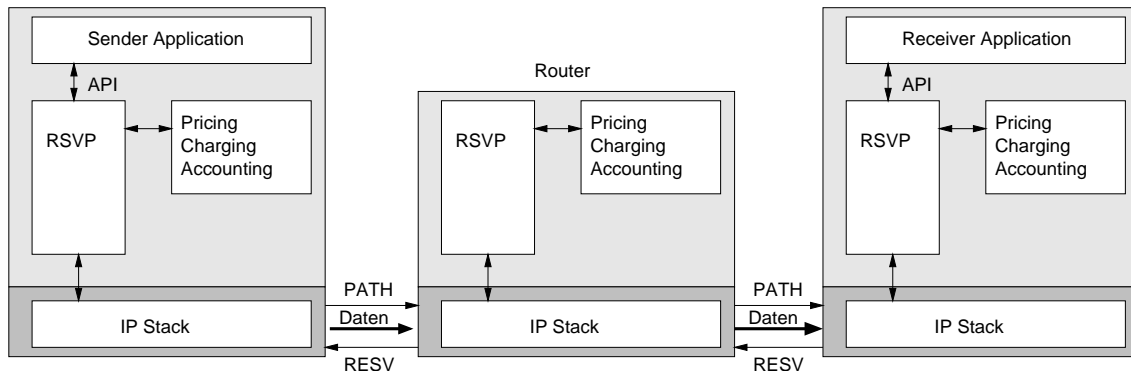 Sender Application
API
RSVP
Pricing
Charging
Accounting
IP Stack
PATH
Daten
RESV
Router
RSVP
Pricing
Charging
Accounting
IP Stack
PATH
Daten
RESV
Receiver Application
API
RSVP
Pricing
Charging
Accounting
IP Stack